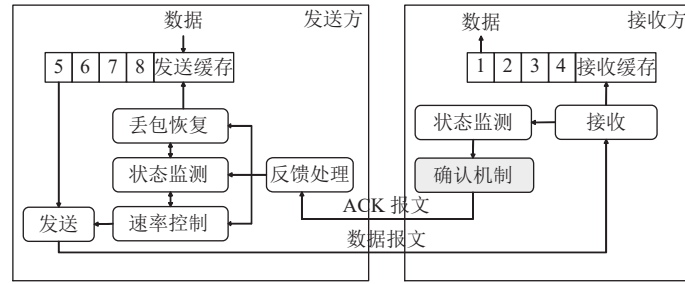 数据
发送方
5 6 7 8 发送缓存
丢包恢复
状态监测
反馈处理
发送
速率控制
数据
接收方
1 2 3 4 接收缓存
状态监测
接收
确认机制
ACK 报文
数据报文